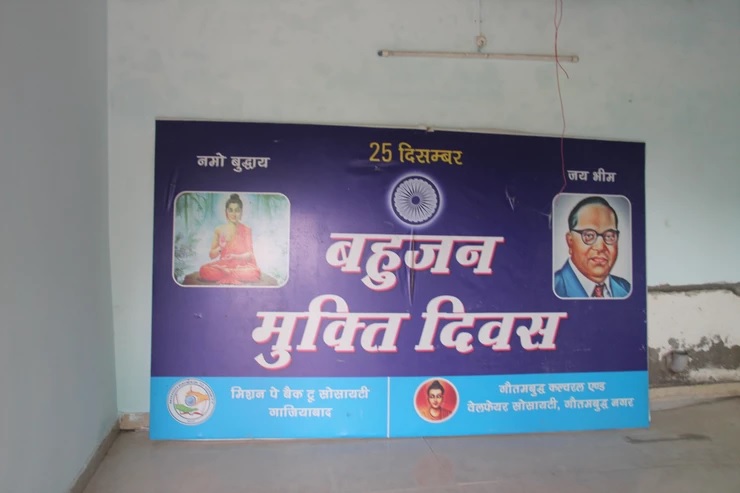 नमो बुद्धाय
25 दिसम्बर
जय भीम
बहुजन
मुक्ति दिवस
मिशन पे बैक टू सोसायटी
गाजियाबाद
गौतमबुद्ध कल्चरल एण्ड
वेलफेयर सोसायटी, गौतमबुद्ध नगर